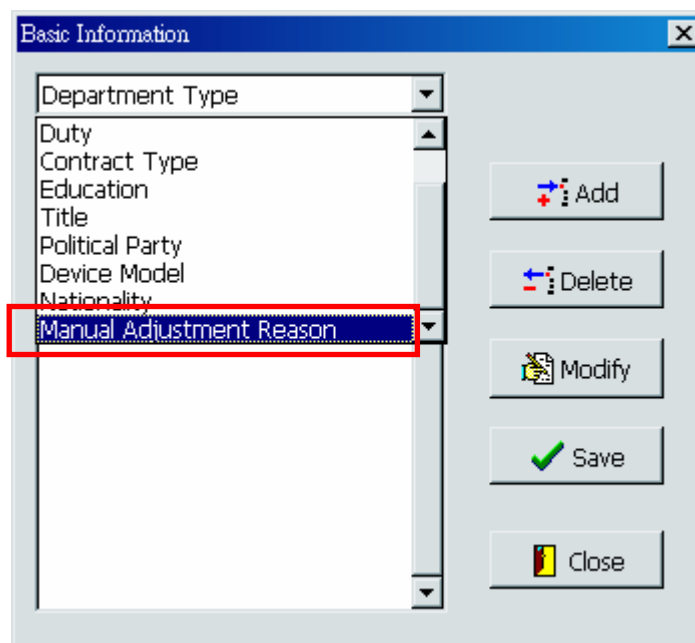 Basic Information
Department Type
Duty
Contract Type
Education
Title
Political Party
Device Model
Nationality
Manual Adjustment Reason
Add
Delete
Modify
Save
Close